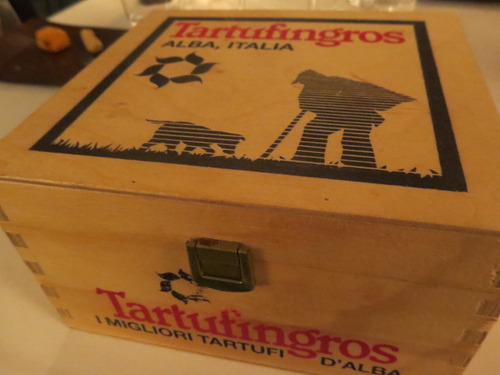 Tartufingros
ALBA, ITALIA
Tartufingros
I MIGLIORI TARTUFI D'ALBA